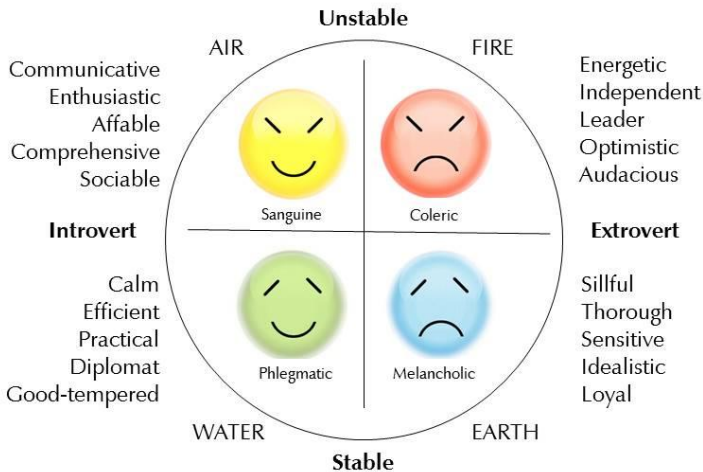 Unstable
AIR
FIRE
Communicative
Enthusiastic
Affable
Comprehensive
Sociable
Energetic
Independent
Leader
Optimistic
Audacious
Sanguine
Coleric
Introvert
Extrovert
Calm
Efficient
Practical
Diplomat
Good-tempered
Sillful
Thorough
Sensitive
Idealistic
Loyal
Phlegmatic
Melancholic
WATER
EARTH
Stable